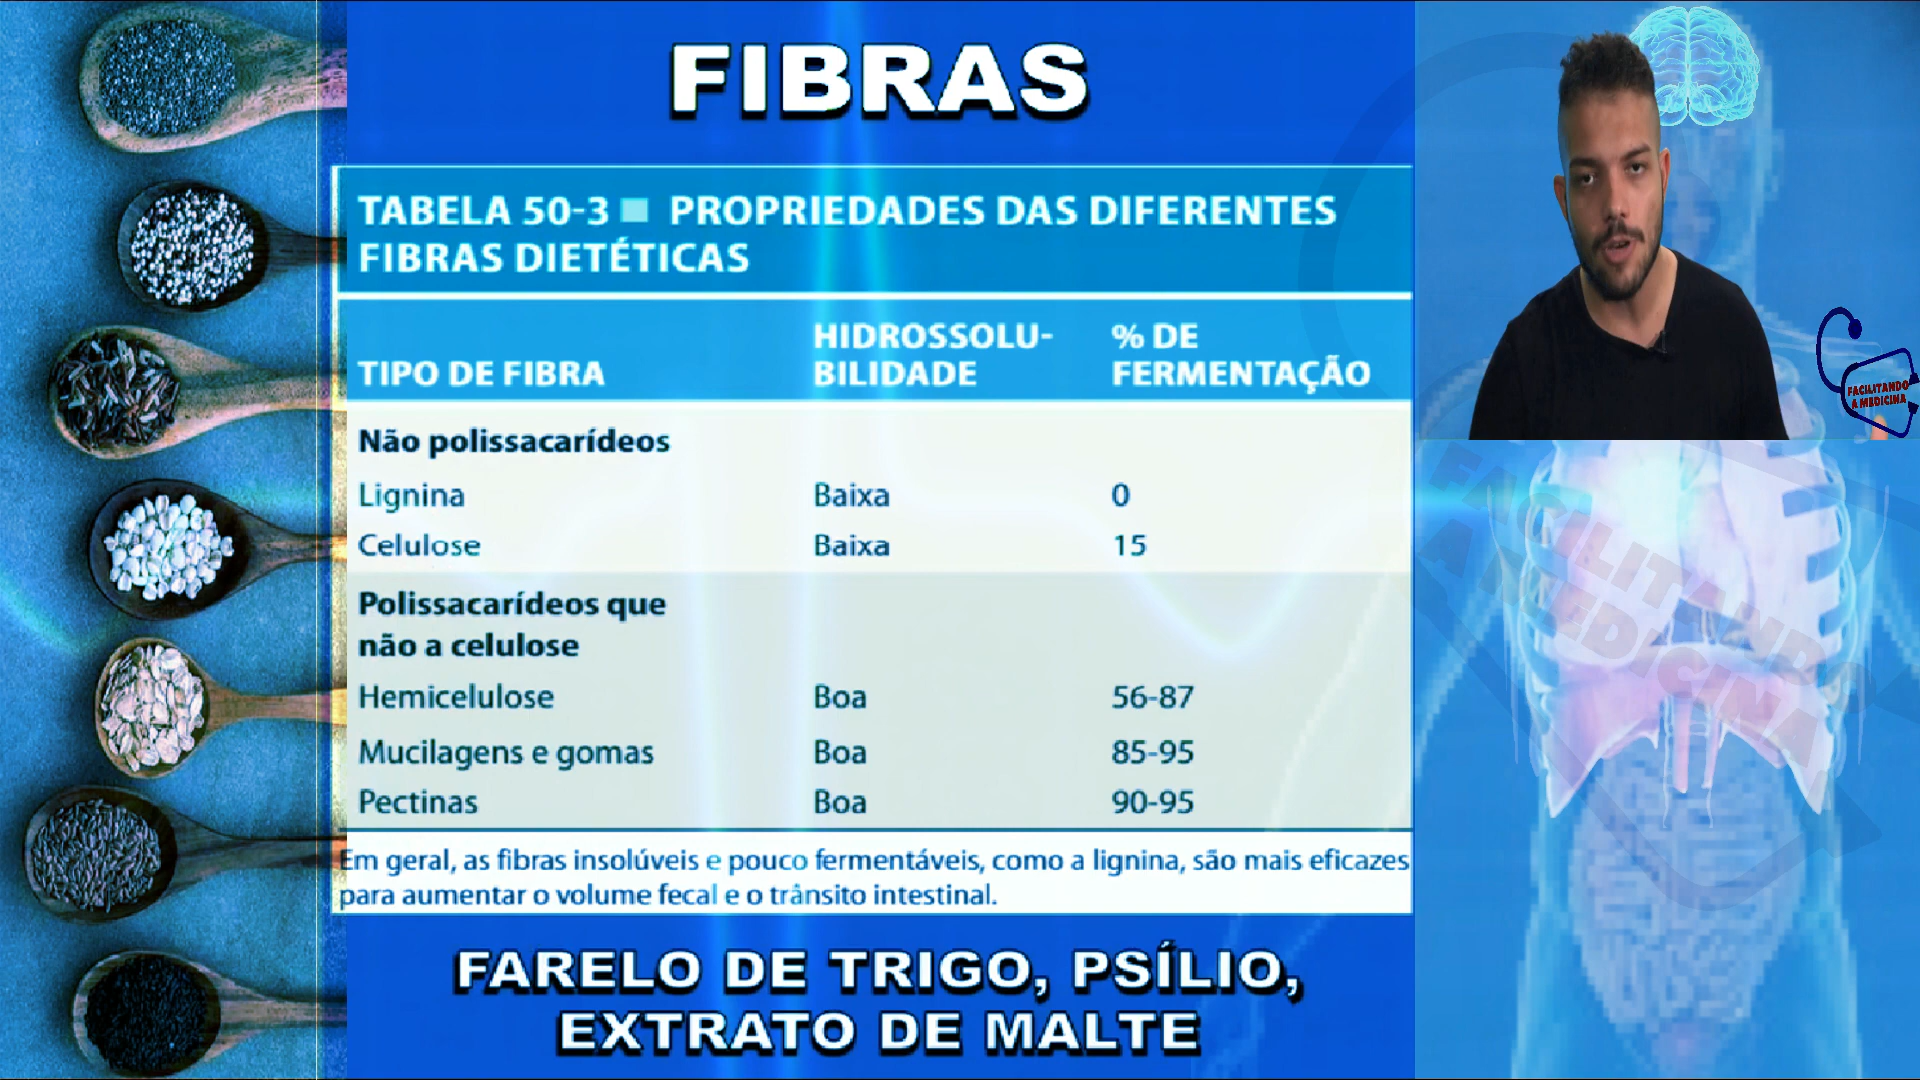 FIBRAS
TABELA 50-3 ■ PROPRIEDADES DAS DIFERENTES
FIBRAS DIETÉTICAS
TIPO DE FIBRA
HIDROSSOLU-
BILIDADE
% DE
FERMENTAÇÃO
Não polissacarídeos
Lignina Baixa 0
Celulose Baixa 15
Polissacarídeos que
não a celulose
Hemicelulose Boa 56-87
Mucilagens e gomas Boa 85-95
Pectinas Boa 90-95
Em geral, as fibras insolúveis e pouco fermentáveis, como a lignina, são mais eficazes
para aumentar o volume fecal e o trânsito intestinal.
FARELO DE TRIGO, PSÍLIO,
EXTRATO DE MALTE
FACILITANDO
A MEDICINA
FACILITANDO
A MEDICINA